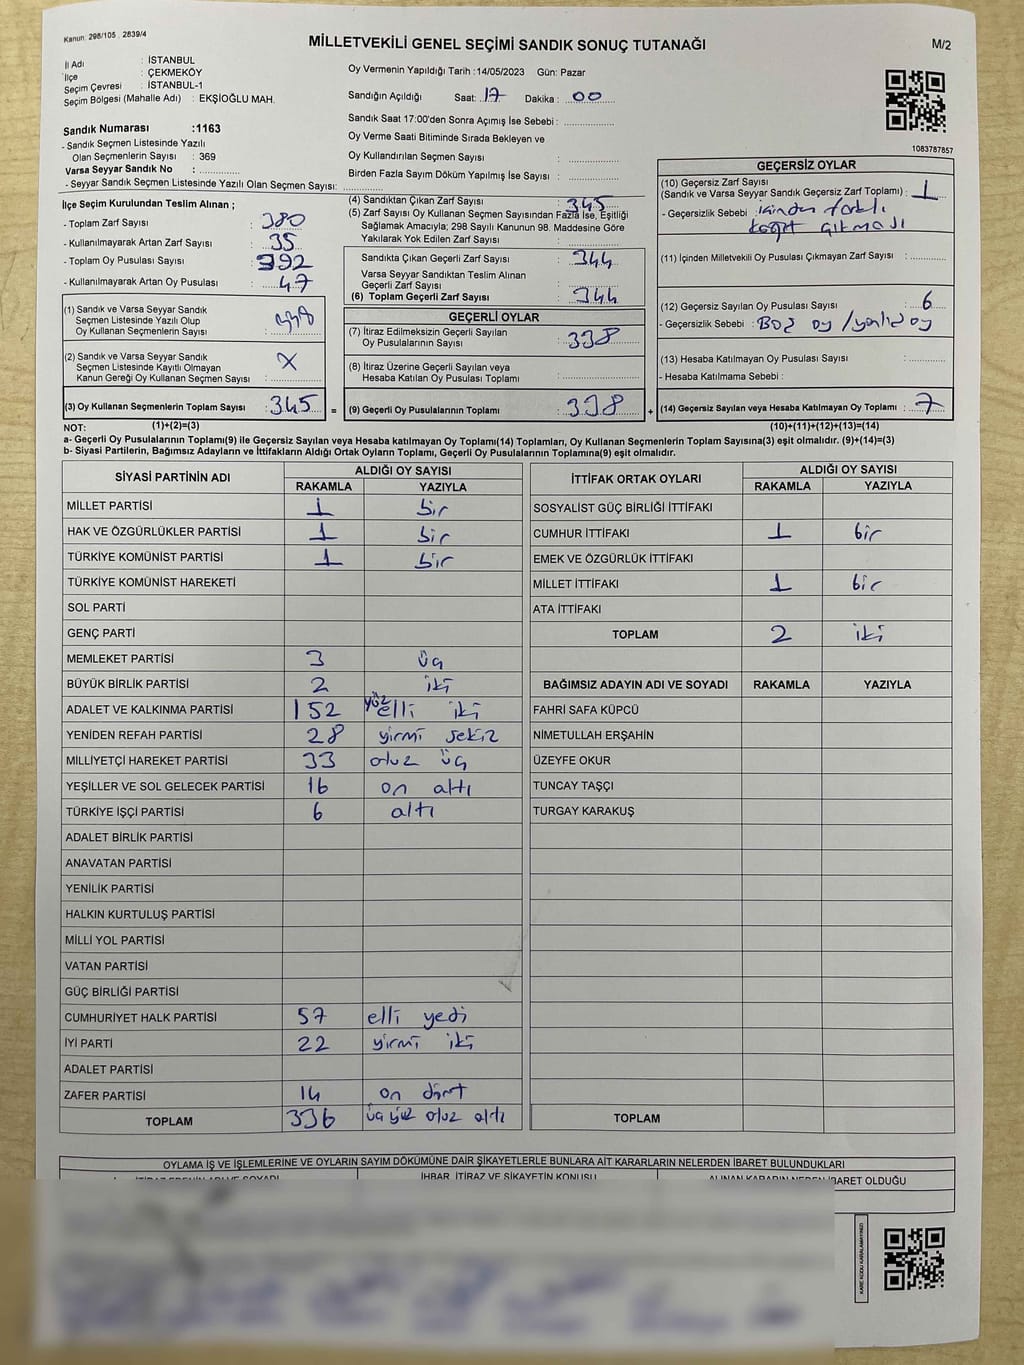 Kanun: 298/105 . 2839/4
MİLLETVEKİLİ GENEL SEÇİMİ SANDIK SONUÇ TUTANAĞI
M/2
İl Adı : İSTANBUL
İlçe : ÇEKMEKÖY
Seçim Çevresi : İSTANBUL-1
Seçim Bölgesi (Mahalle Adı) : EKŞİOĞLU MAH.
Oy Vermenin Yapıldığı Tarih :14/05/2023 Gün: Pazar
Sandığın Açıldığı Saat: 17 Dakika : 00
Sandık Saat 17:00'den Sonra Açımış İse Sebebi :
Oy Verme Saati Bitiminde Sırada Bekleyen ve
Oy Kullandırılan Seçmen Sayısı :
Birden Fazla Sayım Döküm Yapılmış İse Sayısı :
1083787857
Sandık Numarası :1163
- Sandık Seçmen Listesinde Yazılı
Olan Seçmenlerin Sayısı : 369
Varsa Seyyar Sandık No :
- Seyyar Sandık Seçmen Listesinde Yazılı Olan Seçmen Sayısı:
İlçe Seçim Kurulundan Teslim Alınan ;
- Toplam Zarf Sayısı : 380
- Kullanılmayarak Artan Zarf Sayısı : 35
- Toplam Oy Pusulası Sayısı : 392
- Kullanılmayarak Artan Oy Pusulası : 47
(1) Sandık ve Varsa Seyyar Sandık
Seçmen Listesinde Yazılı Olup
Oy Kullanan Seçmenlerin Sayısı :
(2) Sandık ve Varsa Seyyar Sandık
Seçmen Listesinde Kayıtlı Olmayan
Kanun Gereği Oy Kullanan Seçmen Sayısı : X
(3) Oy Kullanan Seçmenlerin Toplam Sayısı : 345 =
(4) Sandıktan Çıkan Zarf Sayısı : 345
(5) Zarf Sayısı Oy Kullanan Seçmen Sayısından Fazla İse, Eşitliği
Sağlamak Amacıyla; 298 Sayılı Kanunun 98. Maddesine Göre
Yakılarak Yok Edilen Zarf Sayısı :
Sandıkta Çıkan Geçerli Zarf Sayısı : 344
Varsa Seyyar Sandıktan Teslim Alınan
Geçerli Zarf Sayısı :
(6) Toplam Geçerli Zarf Sayısı : 344
GEÇERLİ OYLAR
(7) İtiraz Edilmeksizin Geçerli Sayılan
Oy Pusulalarının Sayısı : 338
(8) İtiraz Üzerine Geçerli Sayılan veya
Hesaba Katılan Oy Pusulası Toplamı :
(9) Geçerli Oy Pusulalarının Toplamı : 338 +
GEÇERSİZ OYLAR
(10) Geçersiz Zarf Sayısı
(Sandık ve Varsa Seyyar Sandık Geçersiz Zarf Toplamı) : 1
- Geçersizlik Sebebi : içinden farklı
kağıt çıkması
(11) İçinden Milletvekili Oy Pusulası Çıkmayan Zarf Sayısı :
(12) Geçersiz Sayılan Oy Pusulası Sayısı : 6
- Geçersizlik Sebebi : Boş oy / yanlış oy
(13) Hesaba Katılmayan Oy Pusulası Sayısı :
- Hesaba Katılmama Sebebi :
(14) Geçersiz Sayılan veya Hesaba Katılmayan Oy Toplamı : 7
NOT: (1)+(2)=(3)
(10)+(11)+(12)+(13)=(14)
a- Geçerli Oy Pusulalarının Toplamı(9) ile Geçersiz Sayılan veya Hesaba katılmayan Oy Toplamı(14) Toplamları, Oy Kullanan Seçmenlerin Toplam Sayısına(3) eşit olmalıdır. (9)+(14)=(3)
b- Siyasi Partilerin, Bağımsız Adayların ve İttifakların Aldığı Ortak Oyların Toplamı, Geçerli Oy Pusulalarının Toplamına(9) eşit olmalıdır.
SİYASİ PARTİNİN ADI ALDIĞI OY SAYISI
RAKAMLA YAZIYLA
MİLLET PARTİSİ 1 bir
HAK VE ÖZGÜRLÜKLER PARTİSİ 1 bir
TÜRKİYE KOMÜNİST PARTİSİ 1 bir
TÜRKİYE KOMÜNİST HAREKETİ
SOL PARTİ
GENÇ PARTİ
MEMLEKET PARTİSİ 3 üç
BÜYÜK BİRLİK PARTİSİ 2 iki
ADALET VE KALKINMA PARTİSİ 152 yüz elli iki
YENİDEN REFAH PARTİSİ 28 yirmi sekiz
MİLLİYETÇİ HAREKET PARTİSİ 33 otuz üç
YEŞİLLER VE SOL GELECEK PARTİSİ 16 on altı
TÜRKİYE İŞÇİ PARTİSİ 6 altı
ADALET BİRLİK PARTİSİ
ANAVATAN PARTİSİ
YENİLİK PARTİSİ
HALKIN KURTULUŞ PARTİSİ
MİLLİ YOL PARTİSİ
VATAN PARTİSİ
GÜÇ BİRLİĞİ PARTİSİ
CUMHURİYET HALK PARTİSİ 57 elli yedi
İYİ PARTİ 22 yirmi iki
ADALET PARTİSİ
ZAFER PARTİSİ 14 on dört
TOPLAM 336 üç yüz otuz altı
İTTİFAK ORTAK OYLARI ALDIĞI OY SAYISI
RAKAMLA YAZIYLA
SOSYALİST GÜÇ BİRLİĞİ İTTİFAKI
CUMHUR İTTİFAKI 1 bir
EMEK VE ÖZGÜRLÜK İTTİFAKI
MİLLET İTTİFAKI 1 bir
ATA İTTİFAKI
TOPLAM 2 iki
BAĞIMSIZ ADAYIN ADI VE SOYADI RAKAMLA YAZIYLA
FAHRİ SAFA KÜPCÜ
NİMETULLAH ERŞAHİN
ÜZEYFE OKUR
TUNCAY TAŞÇI
TURGAY KARAKUŞ
TOPLAM
OYLAMA İŞ VE İŞLEMLERİNE VE OYLARIN SAYIM DÖKÜMÜNE DAİR ŞİKAYETLERLE BUNLARA AİT KARARLARIN NELERDEN İBARET BULUNDUKLARI
İHBAR, İTİRAZ VE ŞİKAYETİN KONUSU
ALINAN KARARIN NEDEN İBARET OLDUĞU
KARE KODU KARALAMAYINIZ!